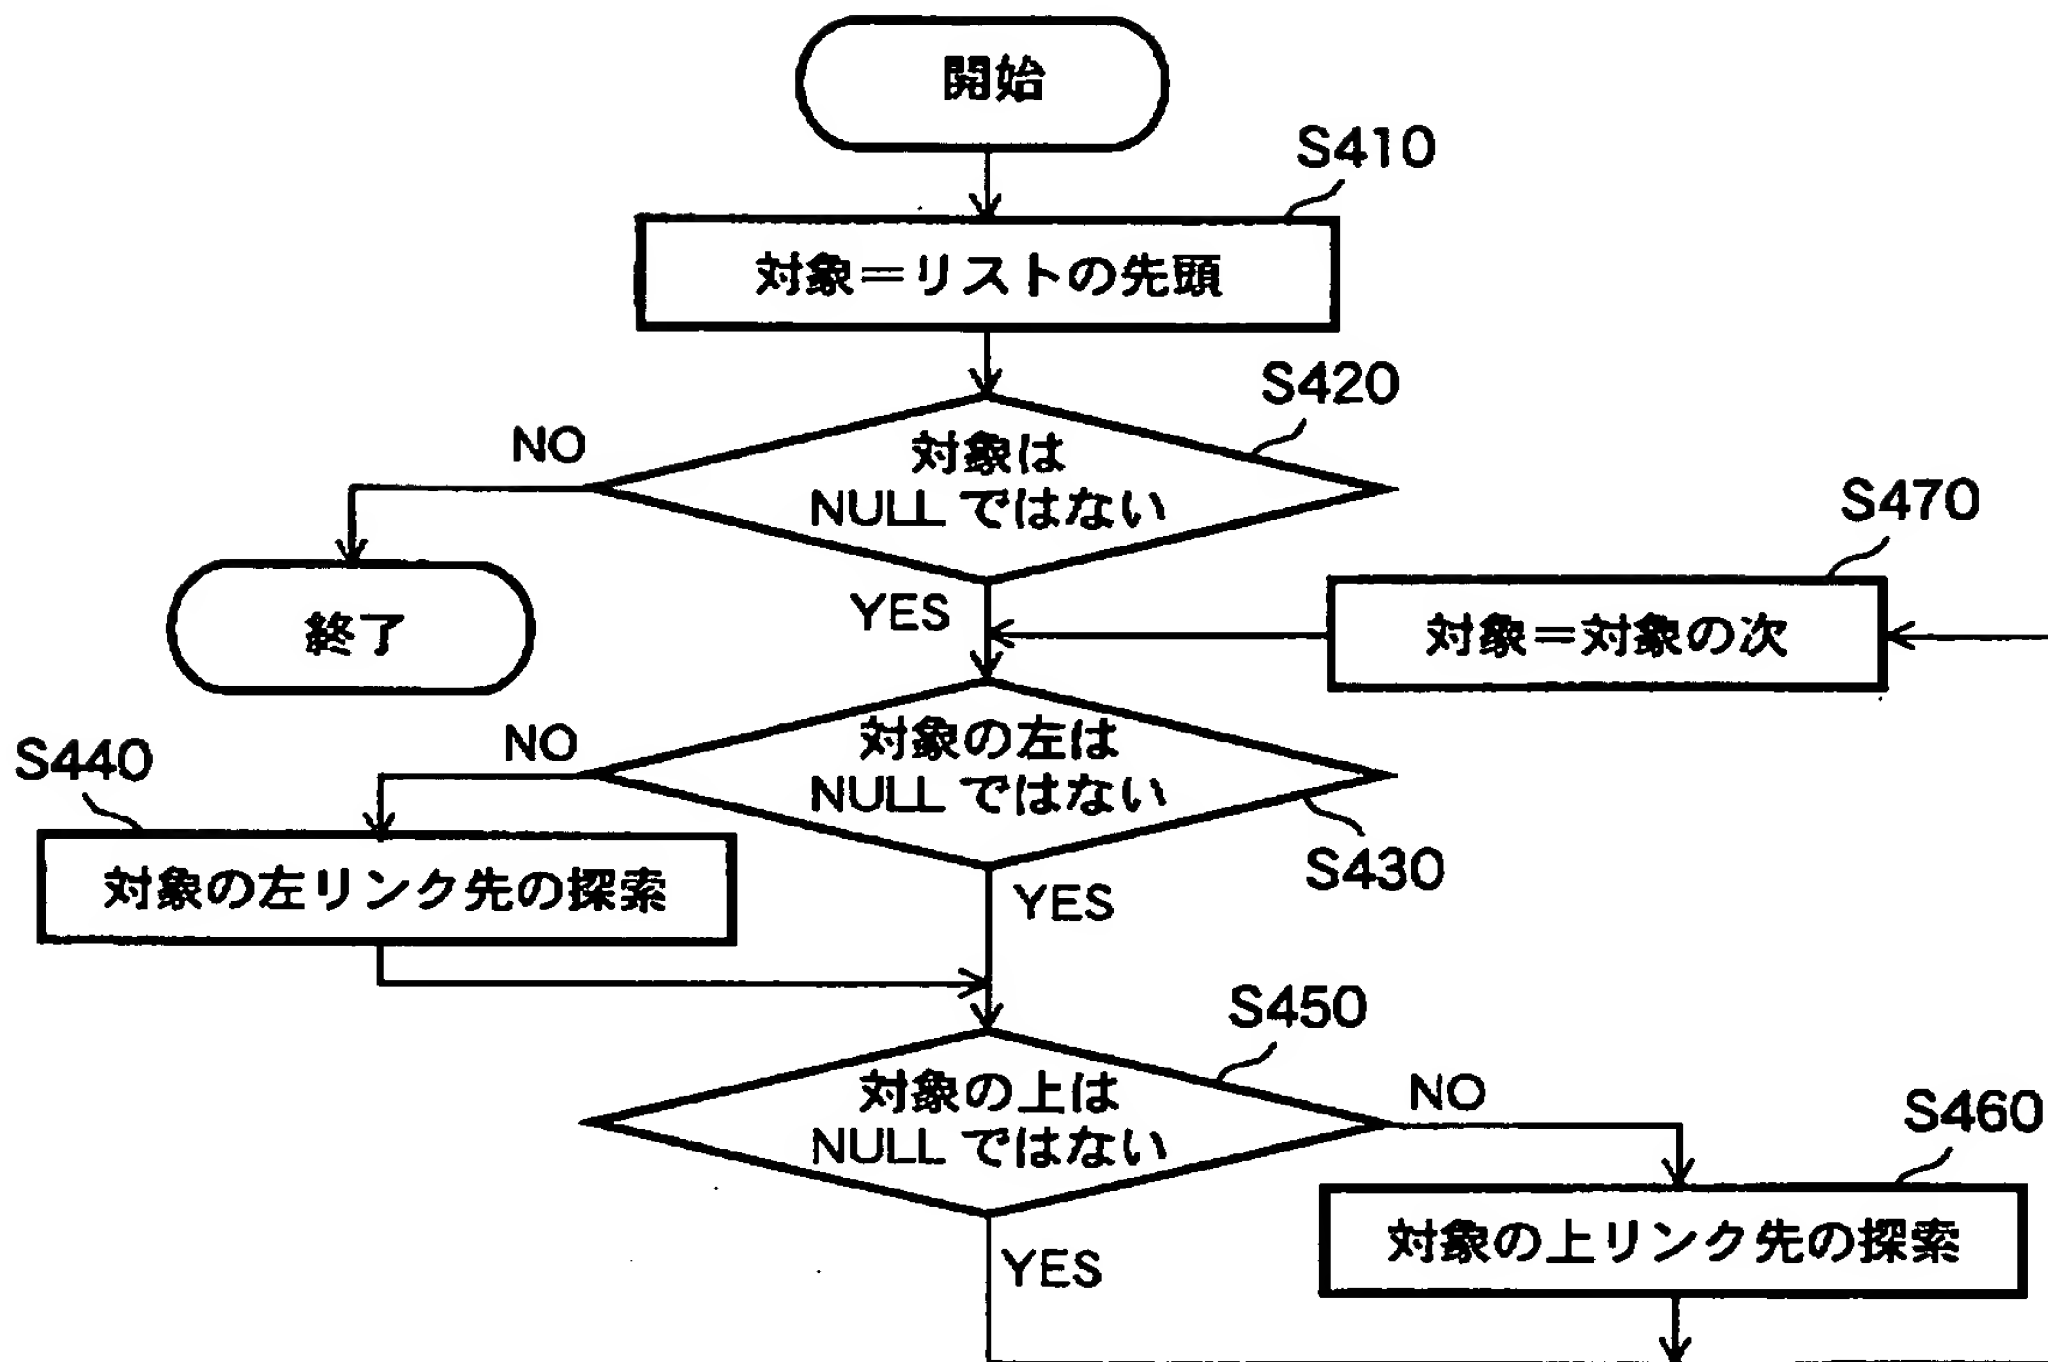 開始
S410
対象＝リストの先頭
S420
NO
対象は
NULL ではない
S470
YES
対象＝対象の次
終了
S440
NO
対象の左は
NULL ではない
S430
対象の左リンク先の探索
YES
S450
対象の上は
NULL ではない
NO
S460
対象の上リンク先の探索
YES